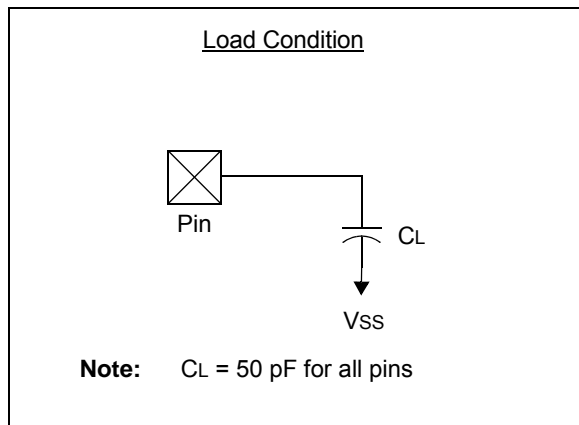 Load Condition
Pin
CL
VSS
Note: CL = 50 pF for all pins